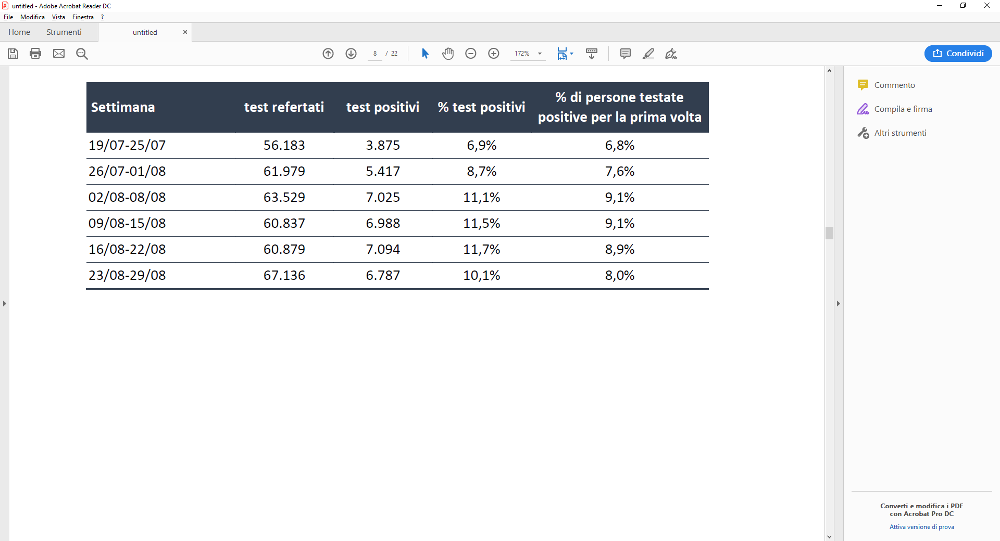 untitled - Adobe Acrobat Reader DC
File Modifica Vista Finestra ?
Home Strumenti untitled ×
8 / 22 172% Condividi
Settimana test refertati test positivi % test positivi % di persone testate
positive per la prima volta
19/07-25/07 56.183 3.875 6,9% 6,8%
26/07-01/08 61.979 5.417 8,7% 7,6%
02/08-08/08 63.529 7.025 11,1% 9,1%
09/08-15/08 60.837 6.988 11,5% 9,1%
16/08-22/08 60.879 7.094 11,7% 8,9%
23/08-29/08 67.136 6.787 10,1% 8,0%
Commento
Compila e firma
Altri strumenti
Converti e modifica i PDF
con Acrobat Pro DC
Attiva versione di prova